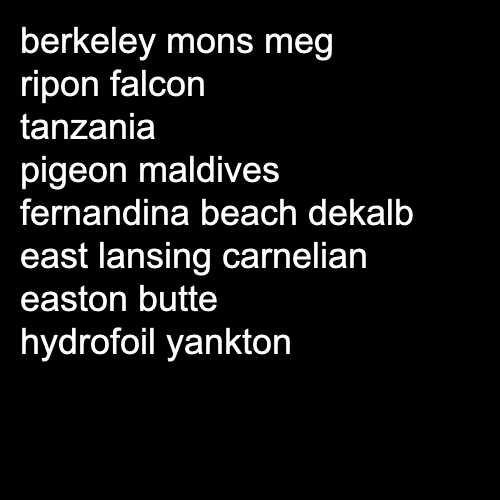 berkeley mons meg
ripon falcon
tanzania
pigeon maldives
fernandina beach dekalb
east lansing carnelian
easton butte
hydrofoil yankton